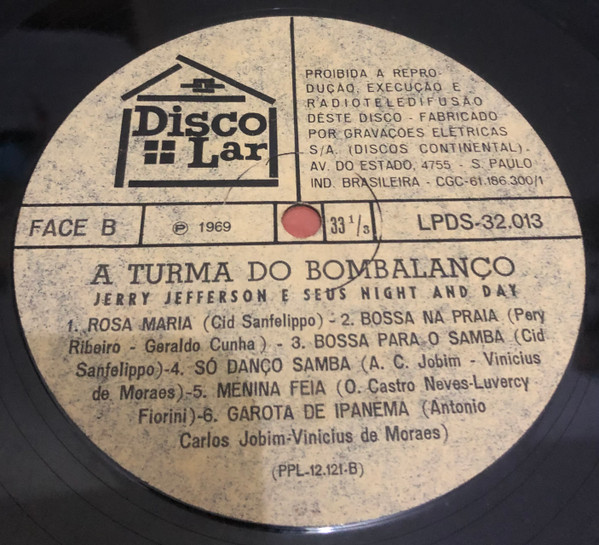 Disco
Lar
PROIBIDA A REPRO-
DUÇÃO, EXECUÇÃO E
RADIOTELEDIFUSÃO
DÊSTE DISCO - FABRICADO
POR GRAVAÇÕES ELÉTRICAS
S/A. (DISCOS CONTINENTAL).
AV. DO ESTADO, 4755 - S. PAULO
IND. BRASILEIRA - CGC-61.186.300/1
FACE B
Ⓟ 1969
33 1/3
LPDS-32.013
A TURMA DO BOMBALANÇO
JERRY JEFFERSON E SEUS NIGHT AND DAY
1. ROSA MARIA (Cid Sanfelippo) - 2. BOSSA NA PRAIA (Pery
Ribeiro - Geraldo Cunha) - 3. BOSSA PARA O SAMBA (Cid
Sanfelippo)-4. SÓ DANÇO SAMBA (A. C. Jobim - Vinicius
de Moraes)-5. MENINA FEIA (O. Castro Neves-Luvercy
Fiorini)-6. GAROTA DE IPANEMA (Antonio
Carlos Jobim-Vinicius de Moraes)
(PPL-12.121-B)